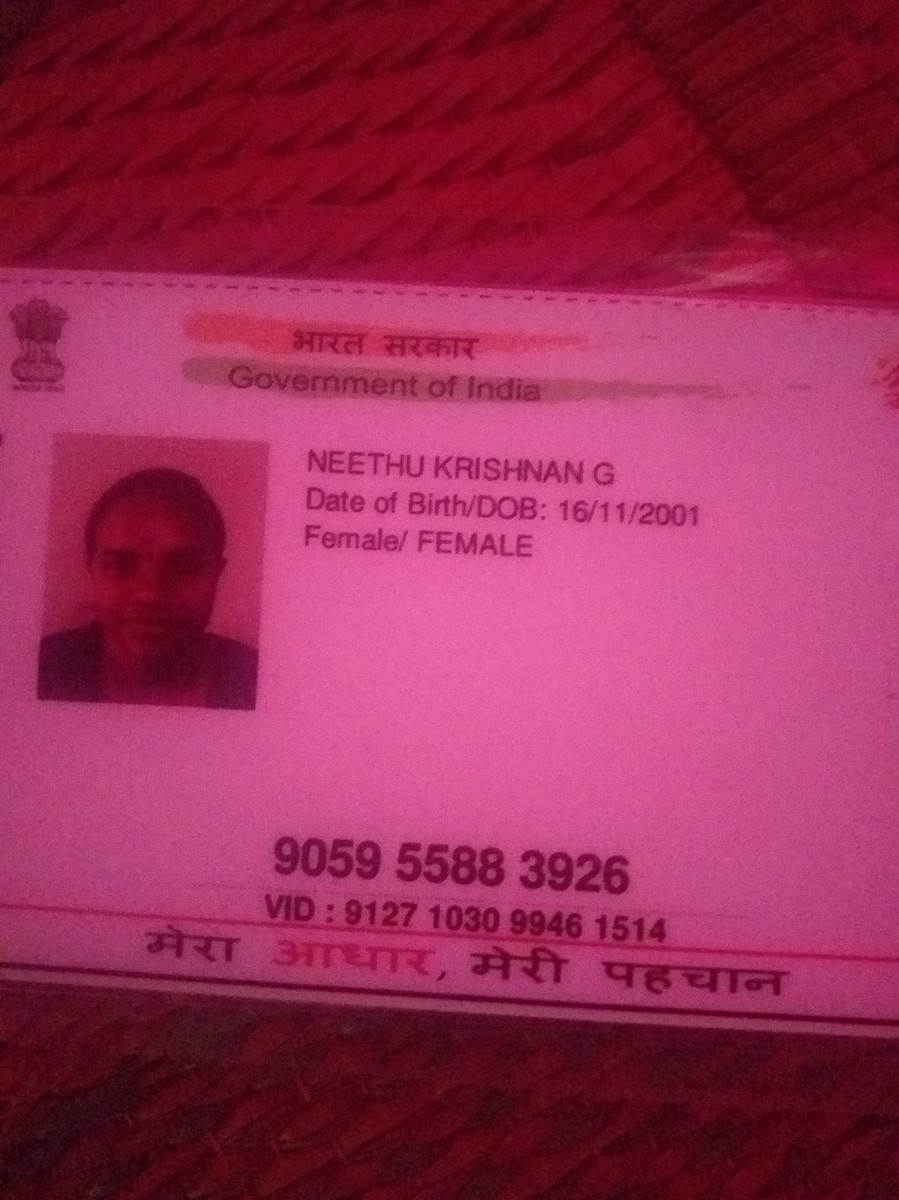 भारत सरकार
Government of India
NEETHU KRISHNAN G
Date of Birth/DOB: 16/11/2001
Female/ FEMALE
9059 5588 3926
VID : 9127 1030 9946 1514
मेरा आधार, मेरी पहचान